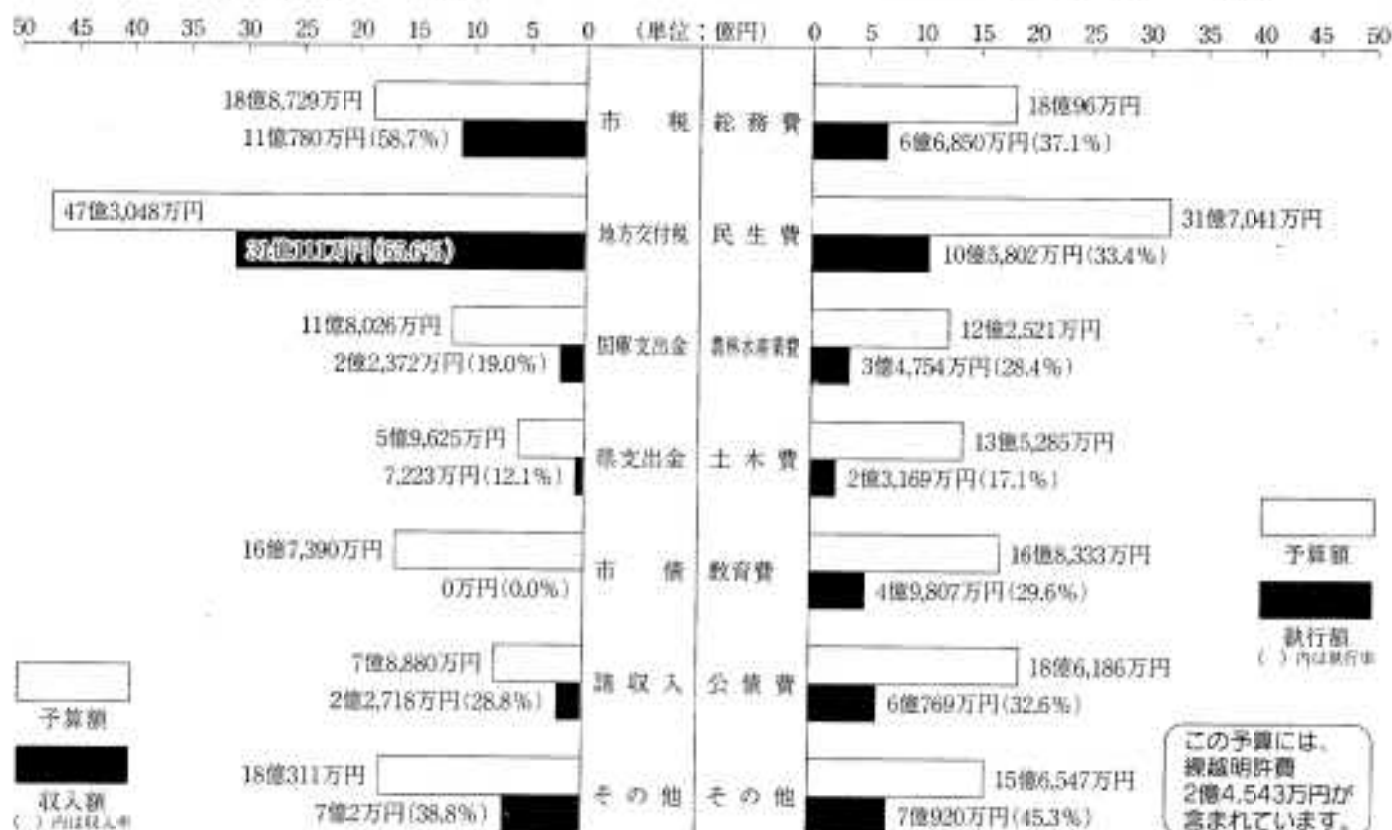 50 45 40 35 30 25 20 15 10 5 0 (単位:億円) 0 5 10 15 20 25 30 35 40 45 50
18億8,729万円
11億780万円(58.7%)
市税 総務費
18億96万円
6億6,850万円(37.1%)
47億3,048万円
地方交付税 民生費
31億7,041万円
10億5,802万円(33.4%)
11億8,026万円
2億2,372万円(19.0%)
国庫支出金 農林水産業費
12億2,521万円
3億4,754万円(28.4%)
5億9,625万円
7,223万円(12.1%)
県支出金 土木費
13億5,285万円
2億3,169万円(17.1%)
16億7,390万円
0万円(0.0%)
市債 教育費
16億8,333万円
4億9,807万円(29.6%)
7億8,880万円
2億2,718万円(28.8%)
諸収入 公債費
18億6,186万円
6億769万円(32.6%)
18億311万円
7億2万円(38.8%)
その他 その他
15億6,547万円
7億920万円(45.3%)
予算額
収入額
( )内は収入率
予算額
執行額
( )内は執行率
この予算には、
繰越明許費
2億4,543万円が
含まれています。